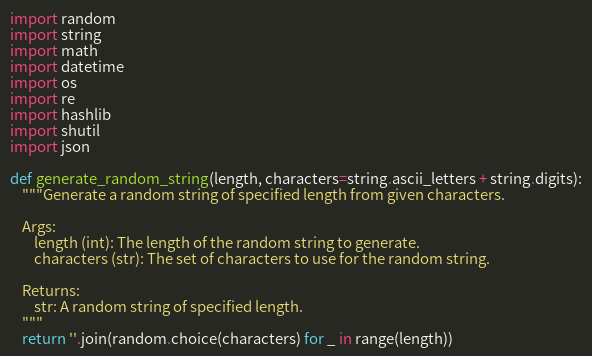 import random
import string
import math
import datetime
import os
import re
import hashlib
import shutil
import json

def generate_random_string(length, characters=string.ascii_letters + string.digits):
    """Generate a random string of specified length from given characters.

    Args:
        length (int): The length of the random string to generate.
        characters (str): The set of characters to use for the random string.

    Returns:
        str: A random string of specified length.
    """
    return ''.join(random.choice(characters) for _ in range(length))